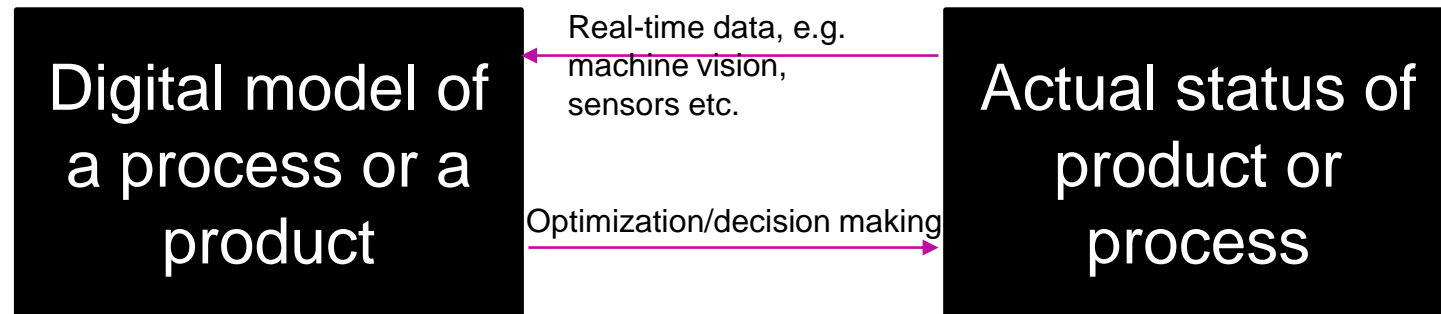 Digital model of
a process or a
product
Real-time data, e.g.
machine vision,
sensors etc.
Optimization/decision making
Actual status of
product or
process